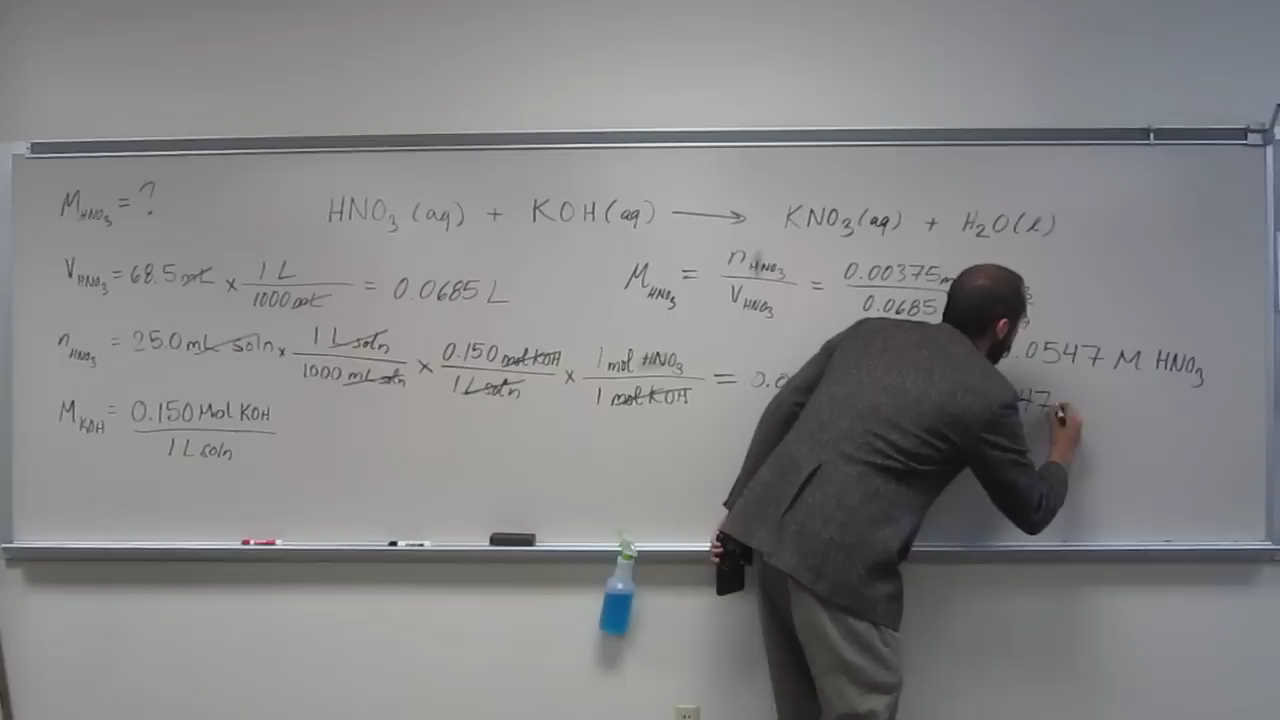 M_HNO₃ = ?
HNO₃(aq) + KOH(aq) ⟶ KNO₃(aq) + H₂O(l)
V_HNO₃ = 68.5 mL × 1 L / 1000 mL = 0.0685 L
M_HNO₃ = n_HNO₃ / V_HNO₃ = 0.00375 / 0.0685
n_HNO₃ = 25.0 mL soln × 1 L soln / 1000 mL soln × 0.150 mol KOH / 1 L soln × 1 mol HNO₃ / 1 mol KOH =
.0547 M HNO₃
47
M_KOH = 0.150 Mol KOH / 1 L soln